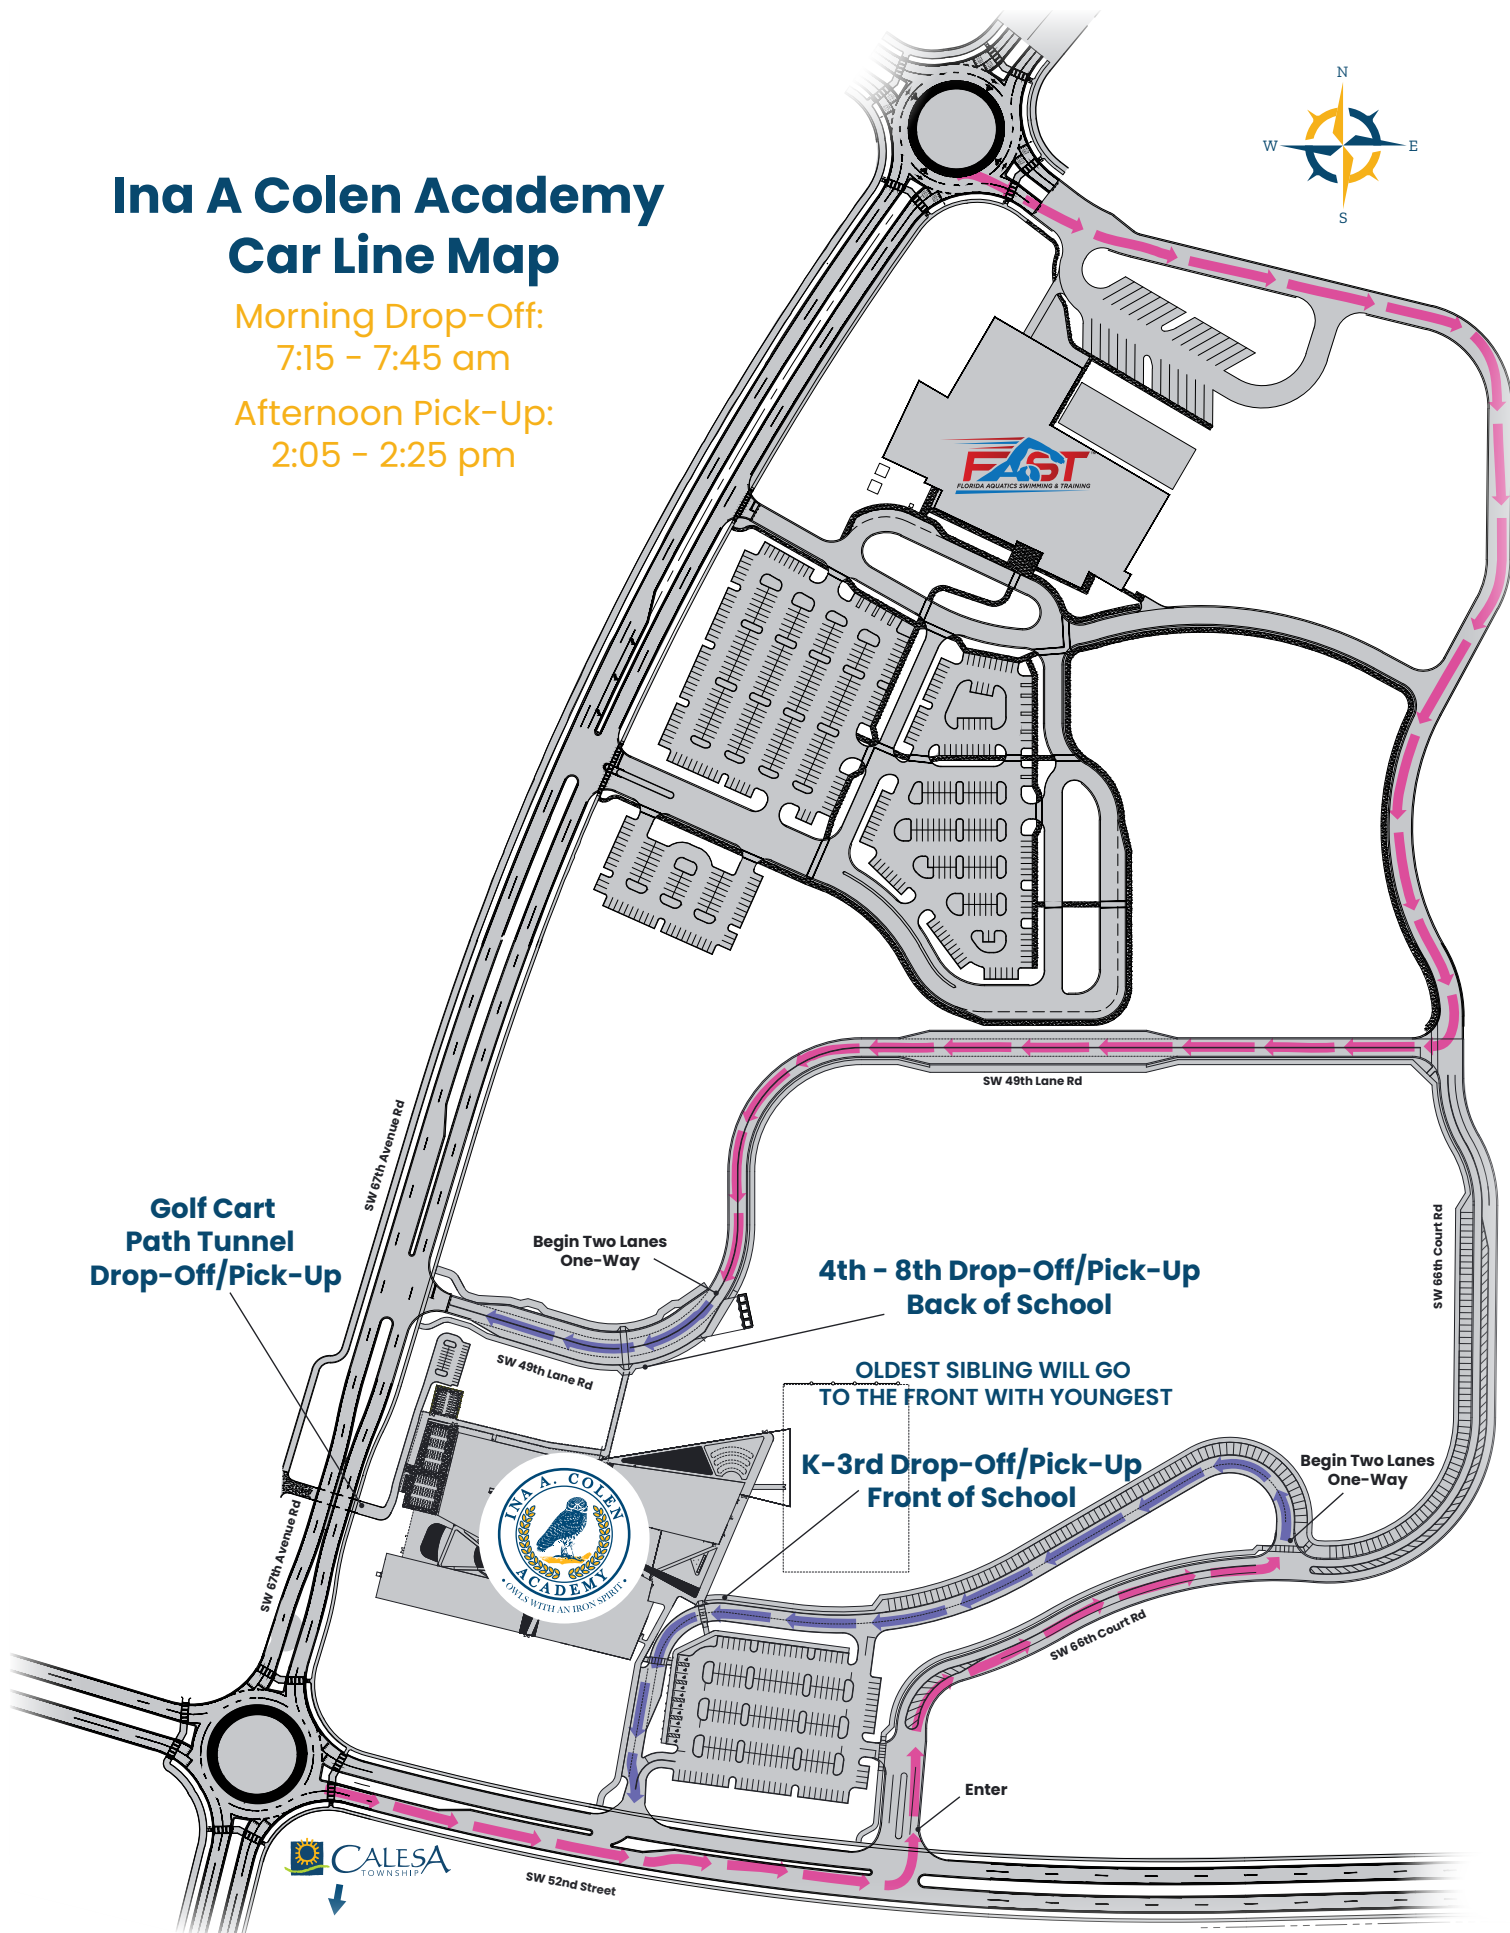 N
W
E
S
Ina A Colen Academy
Car Line Map
Morning Drop-Off:
7:15 - 7:45 am
Afternoon Pick-Up:
2:05 - 2:25 pm
FAST
FLORIDA AQUATICS SWIMMING & TRAINING
SW 49th Lane Rd
SW 67th Avenue Rd
Golf Cart
Path Tunnel
Drop-Off/Pick-Up
Begin Two Lanes
One-Way
4th - 8th Drop-Off/Pick-Up
Back of School
SW 66th Court Rd
SW 49th Lane Rd
OLDEST SIBLING WILL GO
TO THE FRONT WITH YOUNGEST
K-3rd Drop-Off/Pick-Up
Front of School
Begin Two Lanes
One-Way
INA A. COLEN
ACADEMY
• OWLS WITH AN IRON SPIRIT •
SW 67th Avenue Rd
SW 66th Court Rd
Enter
CALESA
TOWNSHIP
SW 52nd Street